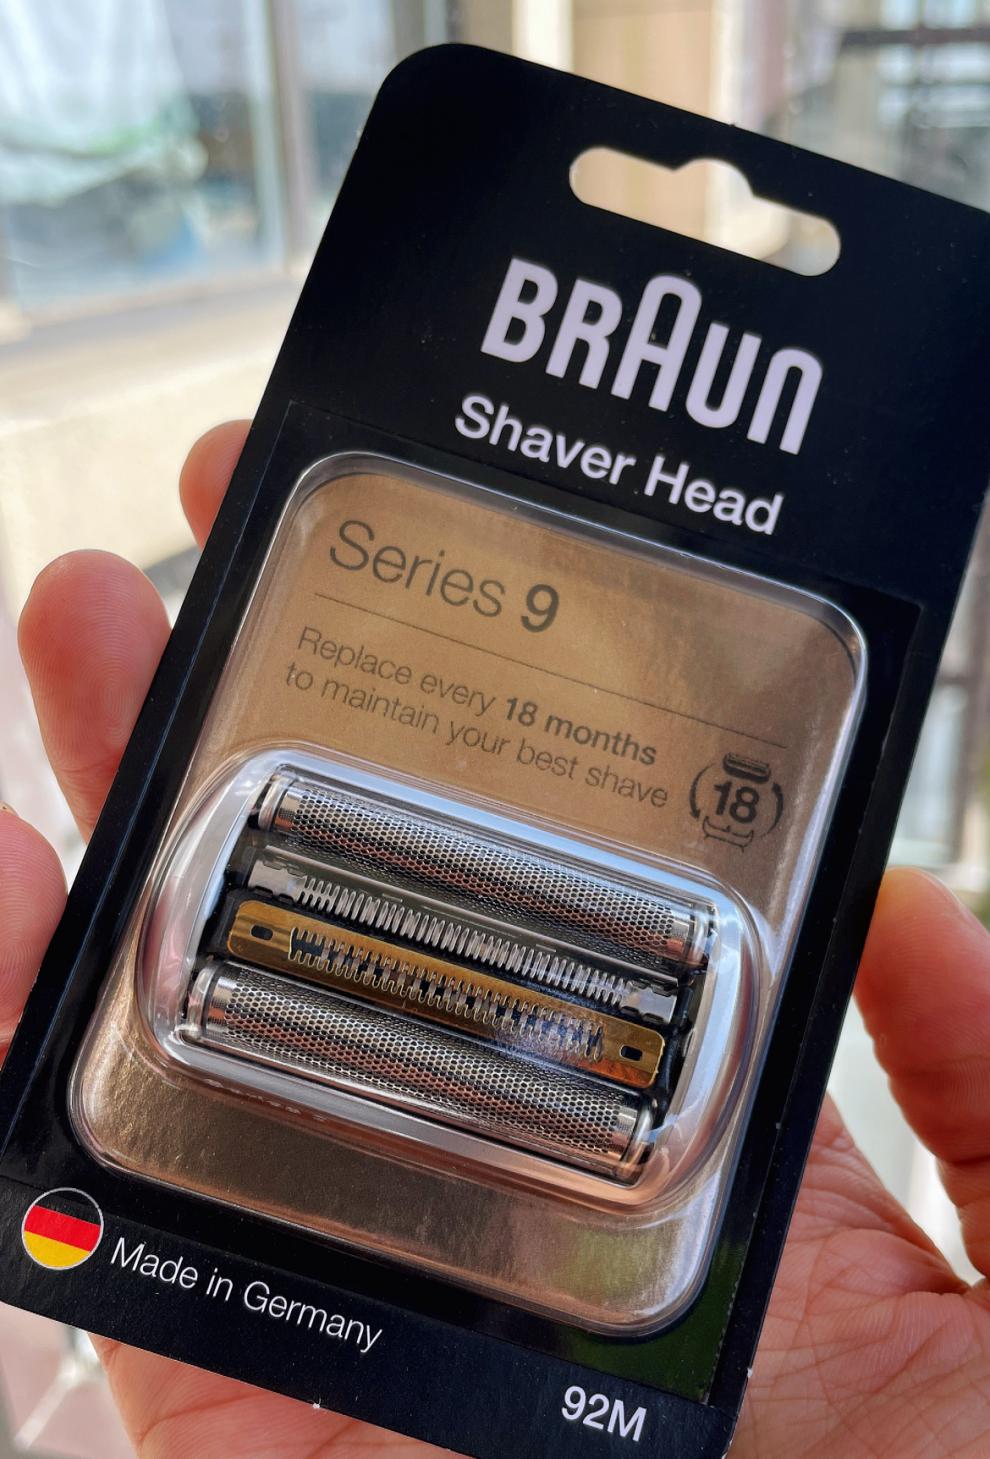 BRAUN
Shaver Head
Series 9
Replace every 18 months
to maintain your best shave
18
Made in Germany
92M